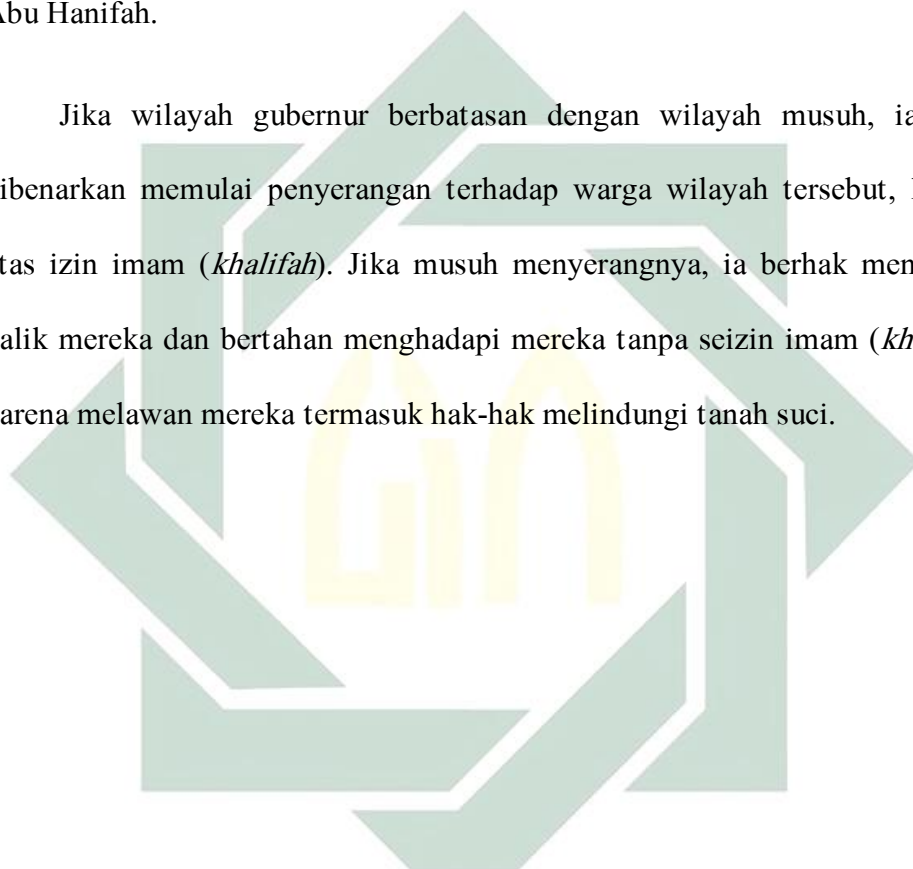 Abu Hanifah.
Jika wilayah gubernur berbatasan dengan wilayah musuh, ia
ibenarkan memulai penyerangan terhadap warga wilayah tersebut,
tas izin imam (khalifah). Jika musuh menyerangnya, ia berhak men
alik mereka dan bertahan menghadapi mereka tanpa seizin imam (kh
arena melawan mereka termasuk hak-hak melindungi tanah suci.
UIN